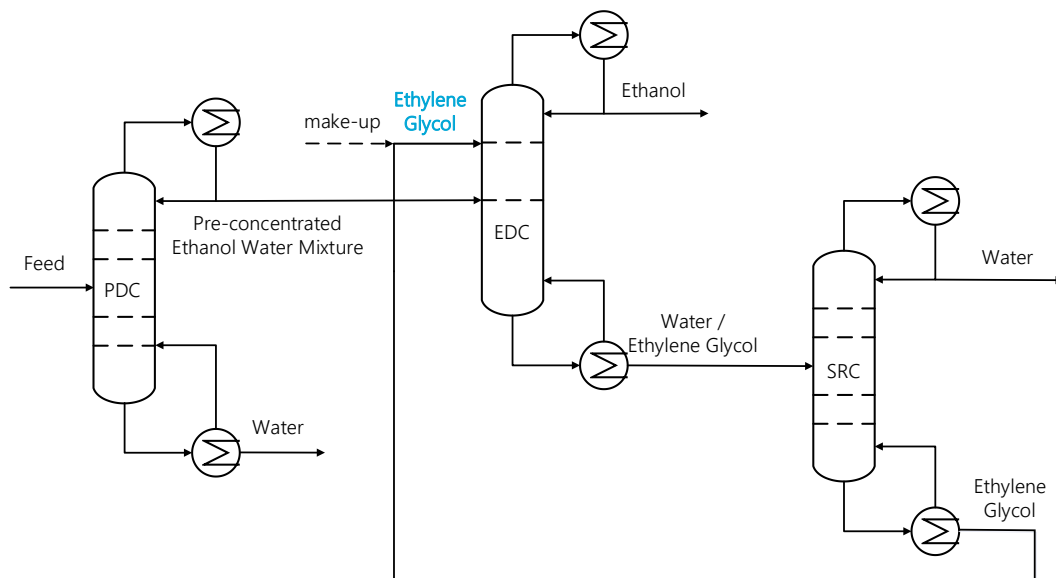 Ethanol
Ethylene
Glycol
make-up
Pre-concentrated
Ethanol Water Mixture
EDC
Feed
PDC
Water
Water /
Ethylene Glycol
Water
SRC
Ethylene
Glycol